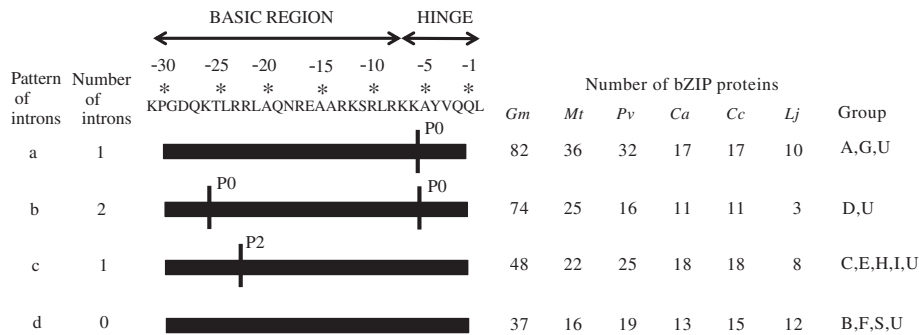 BASIC REGION HINGE
-30 -25 -20 -15 -10 -5 -1
Pattern of introns Number of introns
* * * * * * *
KPGDQKTLRRLAQNREAARKSRLRKKAYVQQL
Number of bZIP proteins
Gm Mt Pv Ca Cc Lj Group
P0
a 1 82 36 32 17 17 10 A,G,U
P0 P0
b 2 74 25 16 11 11 3 D,U
P2
c 1 48 22 25 18 18 8 C,E,H,I,U
d 0 37 16 19 13 15 12 B,F,S,U